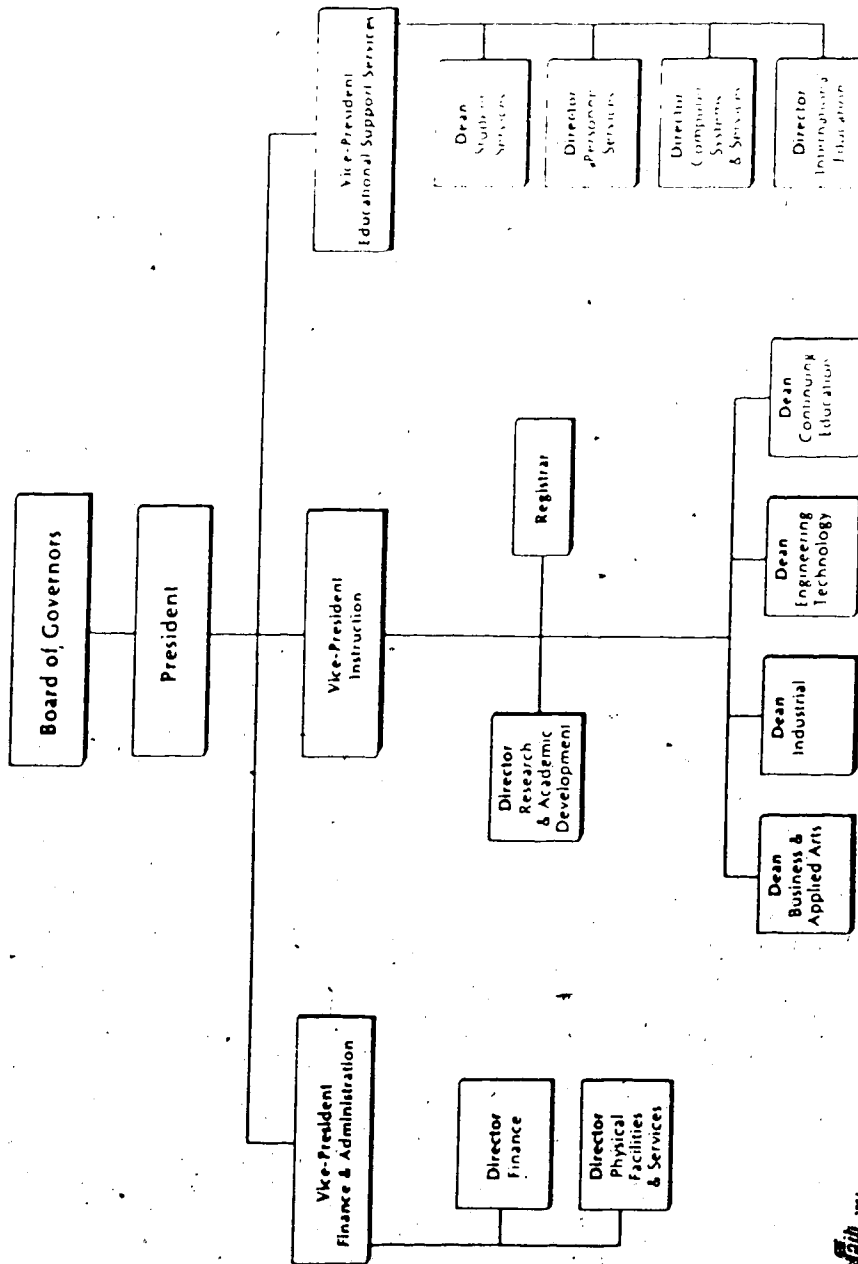 Board of Governors
President
Vice-President
Finance & Administration
Vice-President
Instruction
Vice-President
Educational Support Services
Director
Finance
Director
Physical
Facilities
& Services
Director
Research
& Academic
Development
Registrar
Dean
Business &
Applied Arts
Dean
Industrial
Dean
Engineering
Technology
Dean
Continuing
Education
Dean
Student
Services
Director
Personnel
Services
Director
Computer
Systems
& Services
Director
International
Education